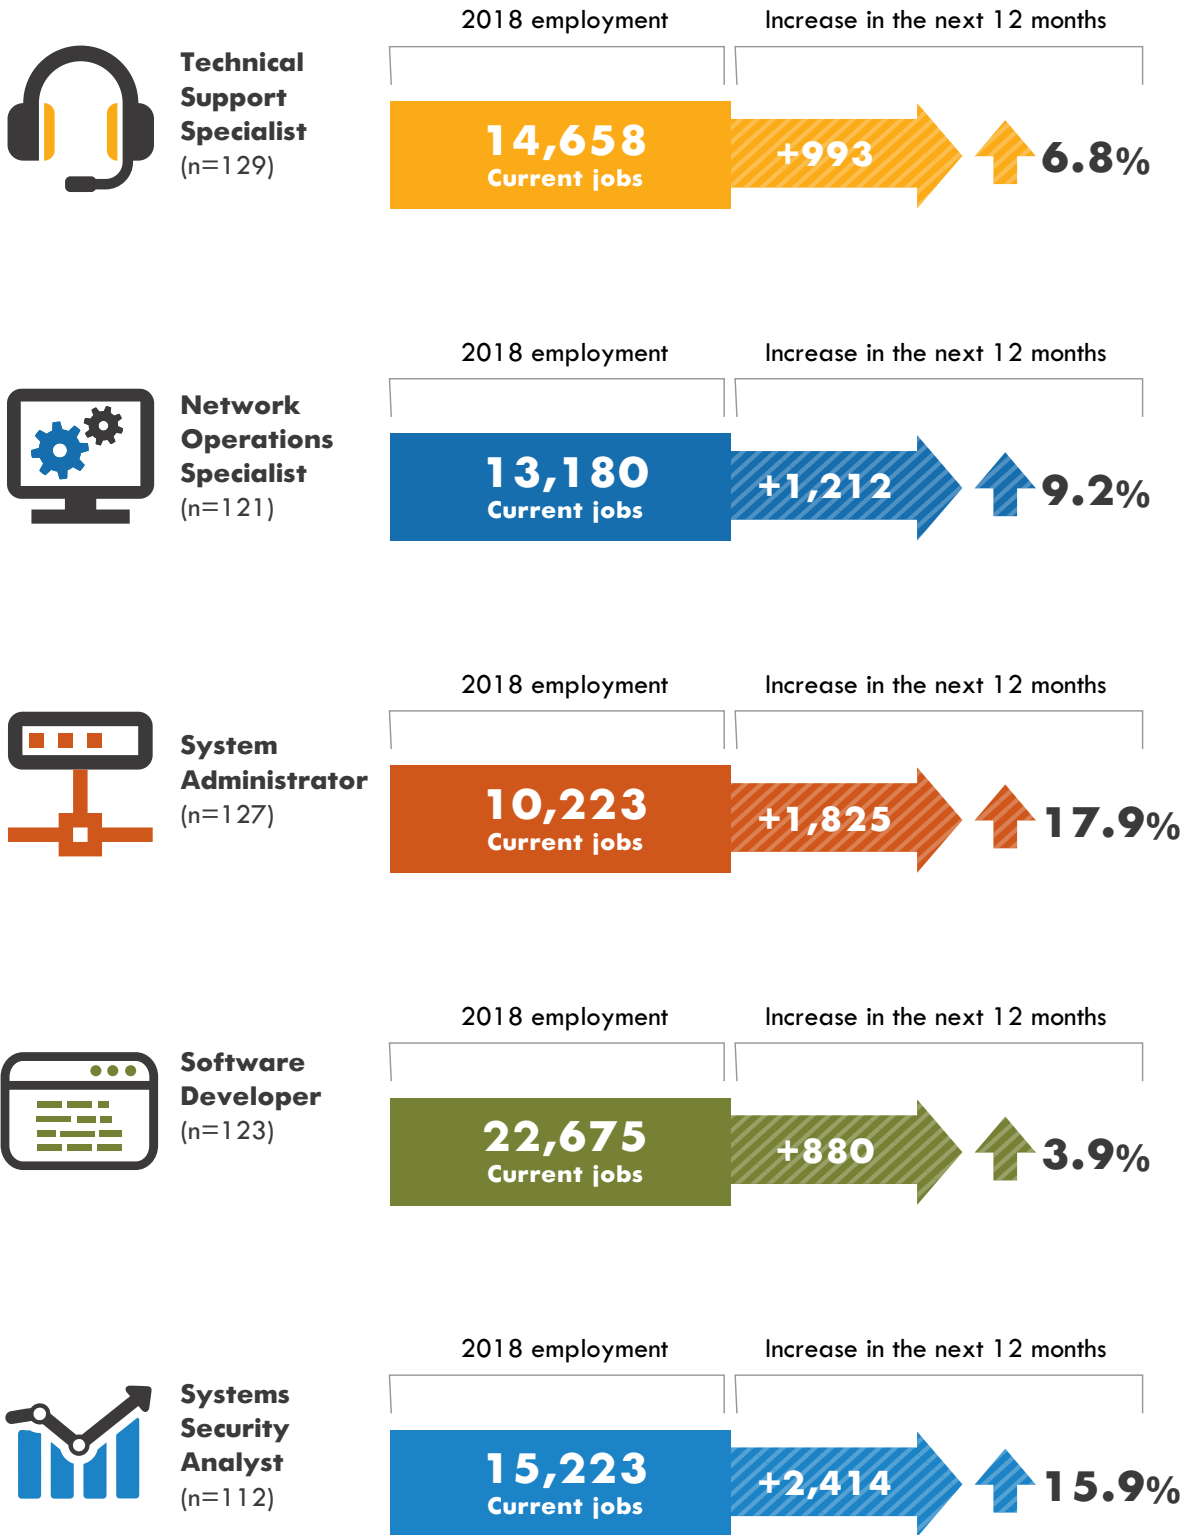 2018 employment
Increase in the next 12 months
Technical
Support
Specialist
(n=129)
14,658
Current jobs
+993
6.8%
2018 employment
Increase in the next 12 months
Network
Operations
Specialist
(n=121)
13,180
Current jobs
+1,212
9.2%
2018 employment
Increase in the next 12 months
System
Administrator
(n=127)
10,223
Current jobs
+1,825
17.9%
2018 employment
Increase in the next 12 months
Software
Developer
(n=123)
22,675
Current jobs
+880
3.9%
2018 employment
Increase in the next 12 months
Systems
Security
Analyst
(n=112)
15,223
Current jobs
+2,414
15.9%